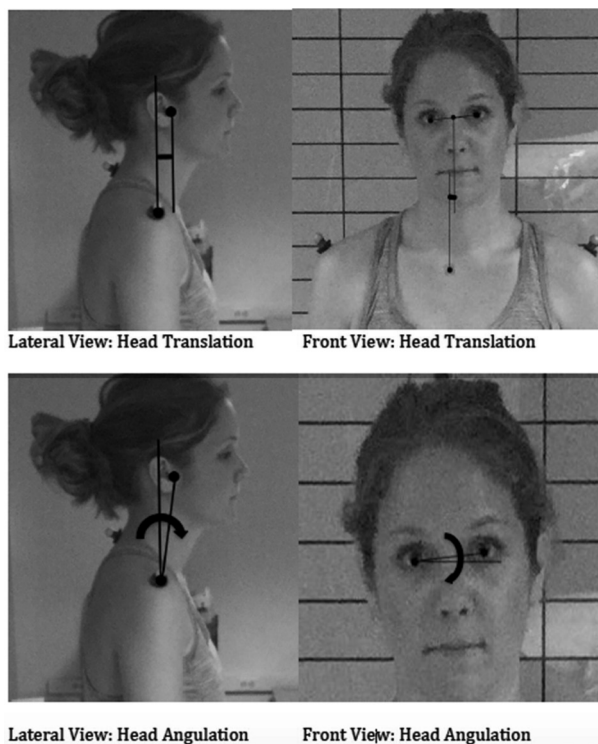 Lateral View: Head Translation
Front View: Head Translation
Lateral View: Head Angulation
Front View: Head Angulation